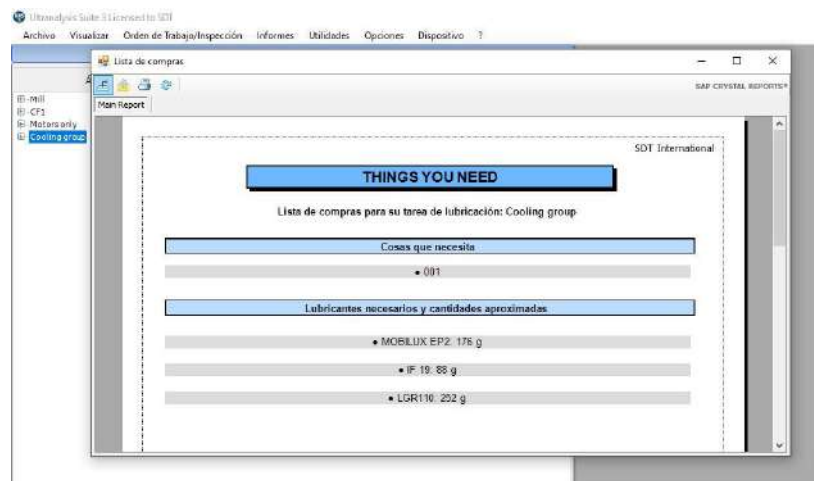 Ultranalysis Suite 3 Licensed to SDT
Archivo Visualizar Orden de Trabajo/Inspección Informes Utilidades Opciones Dispositivo ?
Lista de compras
SAP CRYSTAL REPORTS®
Main Report
Mill
CF1
Motors only
Cooling group
SDT International
THINGS YOU NEED
Lista de compras para su tarea de lubricación: Cooling group
Cosas que necesita
• 001
Lubricantes necesarios y cantidades aproximadas
• MOBILUX EP2: 176 g
• IF 19: 88 g
• LGR110: 252 g